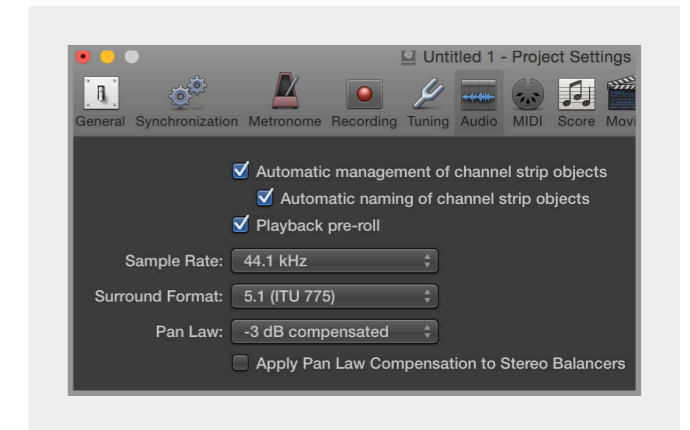 Untitled 1 - Project Settings
General Synchronization Metronome Recording Tuning Audio MIDI Score Movi
Automatic management of channel strip objects
Automatic naming of channel strip objects
Playback pre-roll
Sample Rate: 44.1 kHz
Surround Format: 5.1 (ITU 775)
Pan Law: -3 dB compensated
Apply Pan Law Compensation to Stereo Balancers